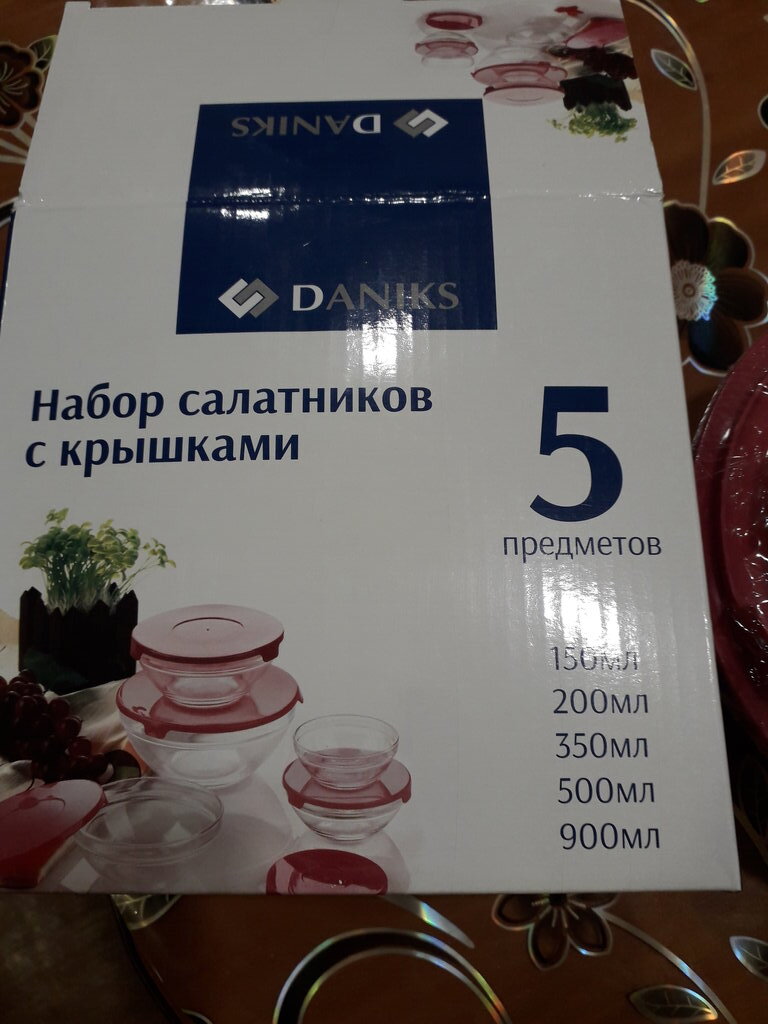 DANIKS
DANIKS
Набор салатников
с крышками
5
предметов
150мл
200мл
350мл
500мл
900мл